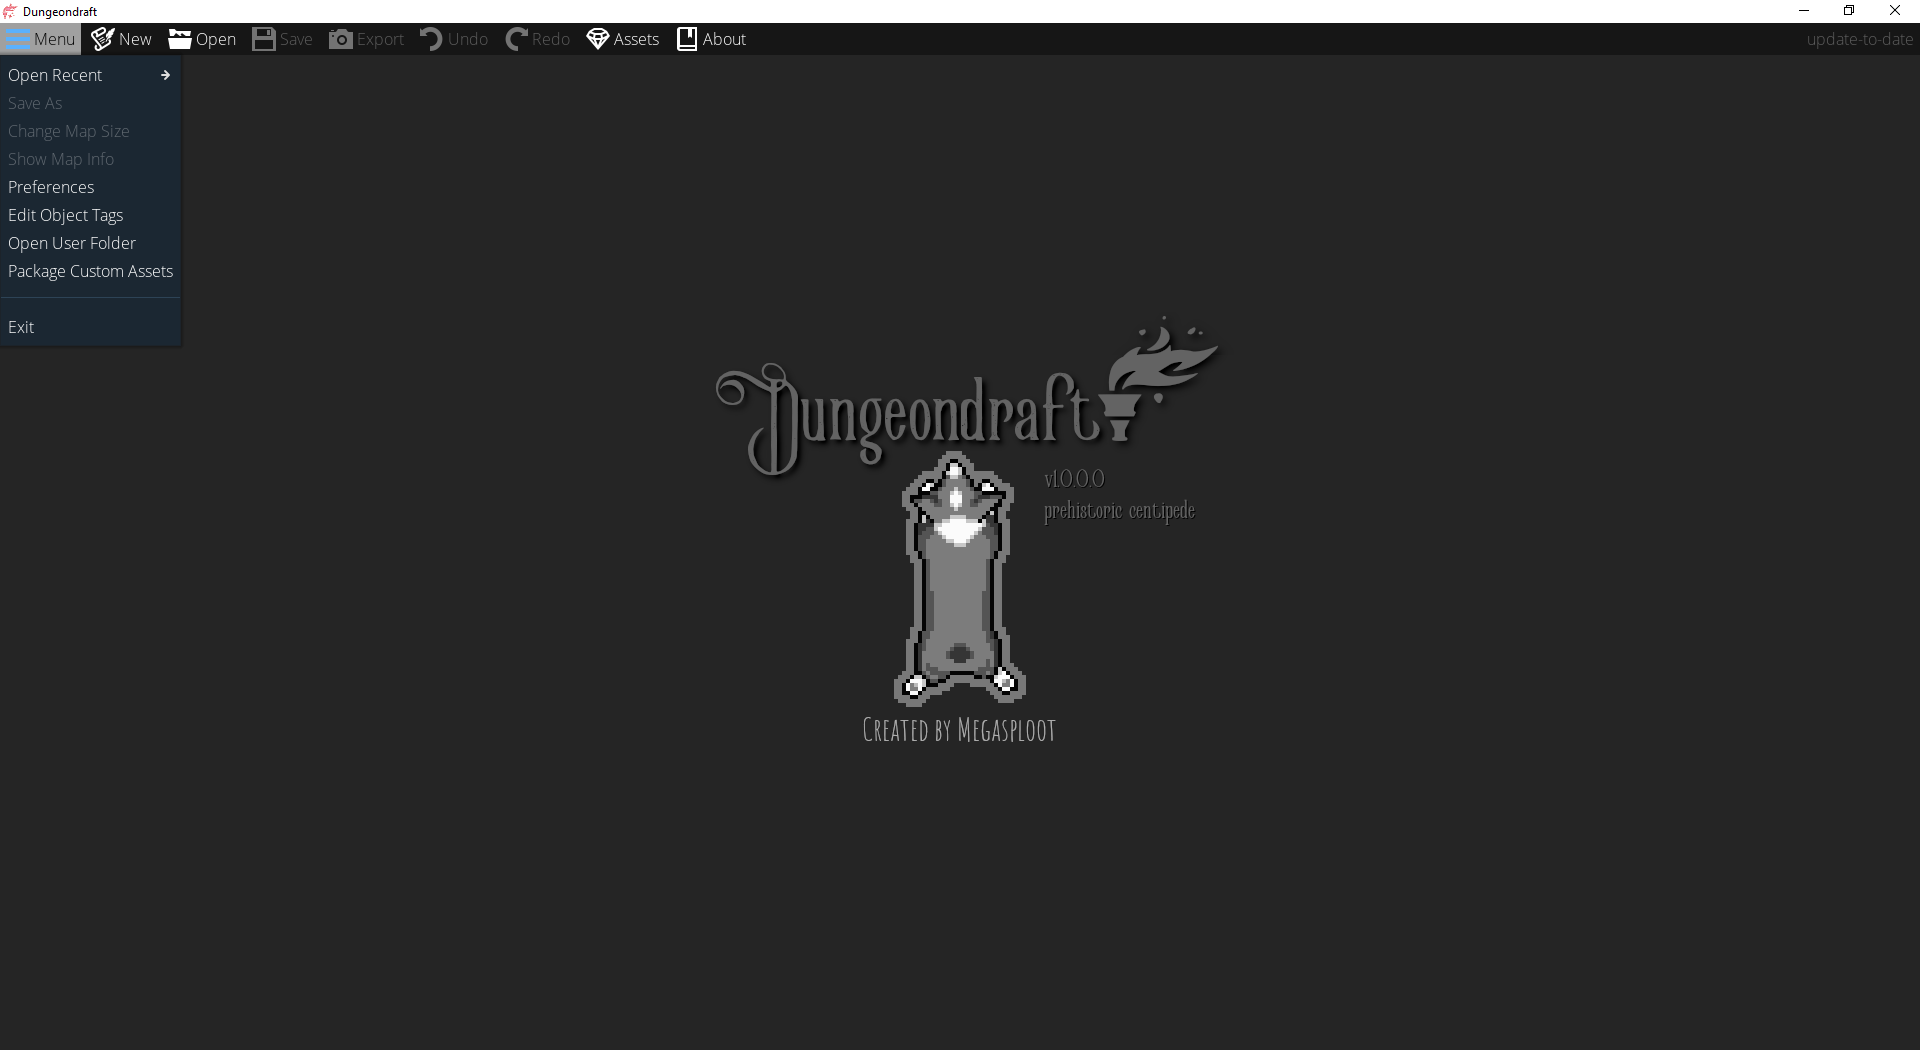 Dungeondraft
Menu New Open Save Export Undo Redo Assets About update-to-date
Open Recent
Save As
Change Map Size
Show Map Info
Preferences
Edit Object Tags
Open User Folder
Package Custom Assets
Exit
Dungeondraft
v1.0.0.0
prehistoric centipede
Created by Megasploot